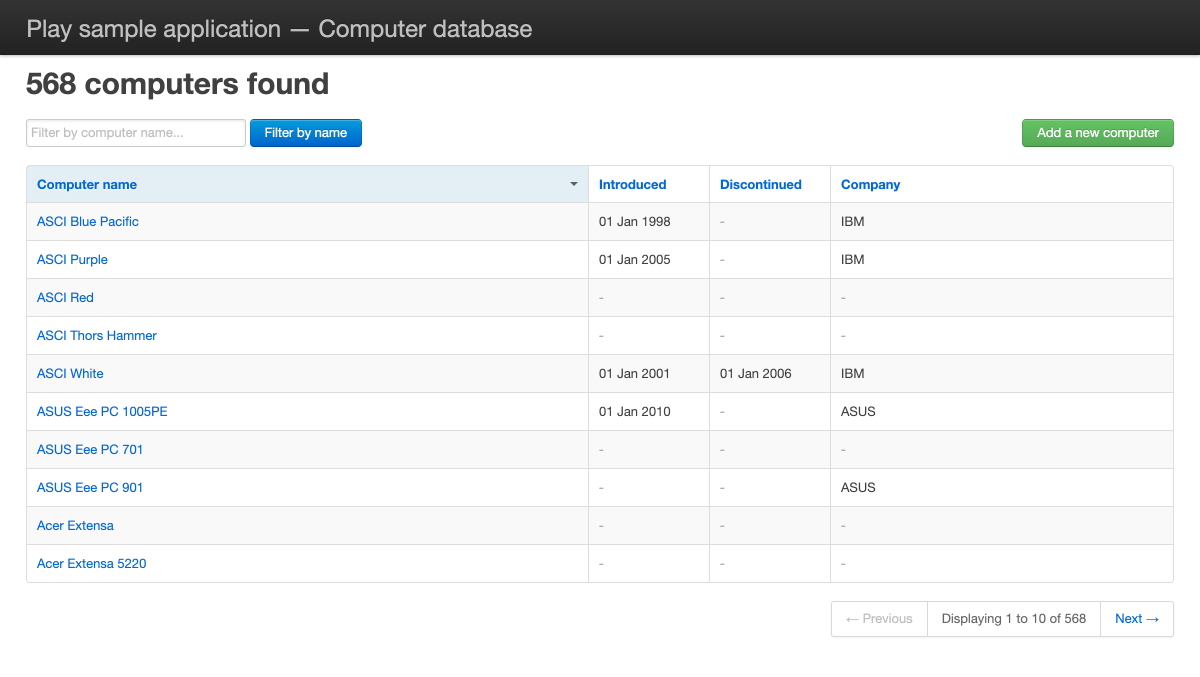 Play sample application — Computer database
568 computers found
Filter by computer name... Filter by name Add a new computer
Computer name Introduced Discontinued Company
ASCI Blue Pacific 01 Jan 1998 - IBM
ASCI Purple 01 Jan 2005 - IBM
ASCI Red - - -
ASCI Thors Hammer - - -
ASCI White 01 Jan 2001 01 Jan 2006 IBM
ASUS Eee PC 1005PE 01 Jan 2010 - ASUS
ASUS Eee PC 701 - - -
ASUS Eee PC 901 - - ASUS
Acer Extensa - - -
Acer Extensa 5220 - - -
← Previous Displaying 1 to 10 of 568 Next →